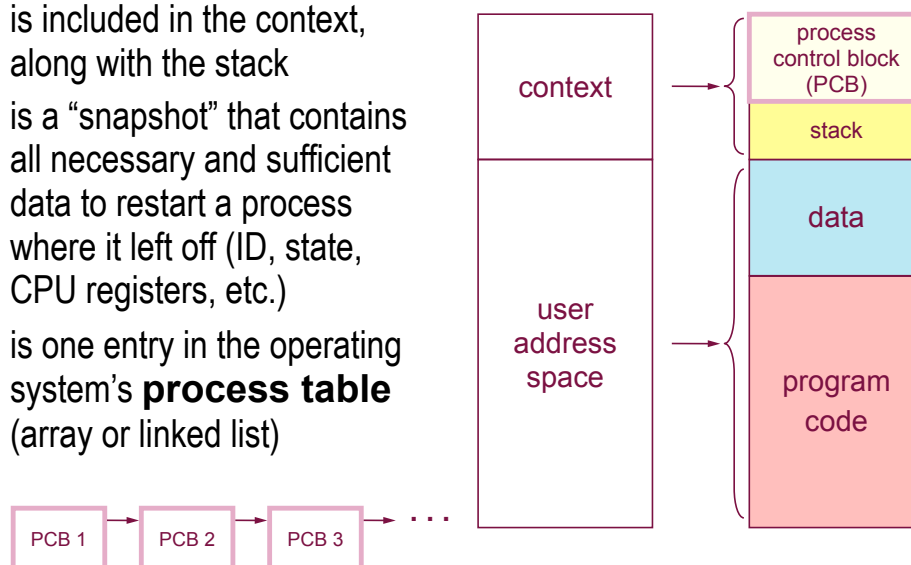 is included in the context,
along with the stack
is a “snapshot” that contains
all necessary and sufficient
data to restart a process
where it left off (ID, state,
CPU registers, etc.)
is one entry in the operating
system’s process table
(array or linked list)
PCB 1
PCB 2
PCB 3
. . .
context
user
address
space
process
control block
(PCB)
stack
data
program
code